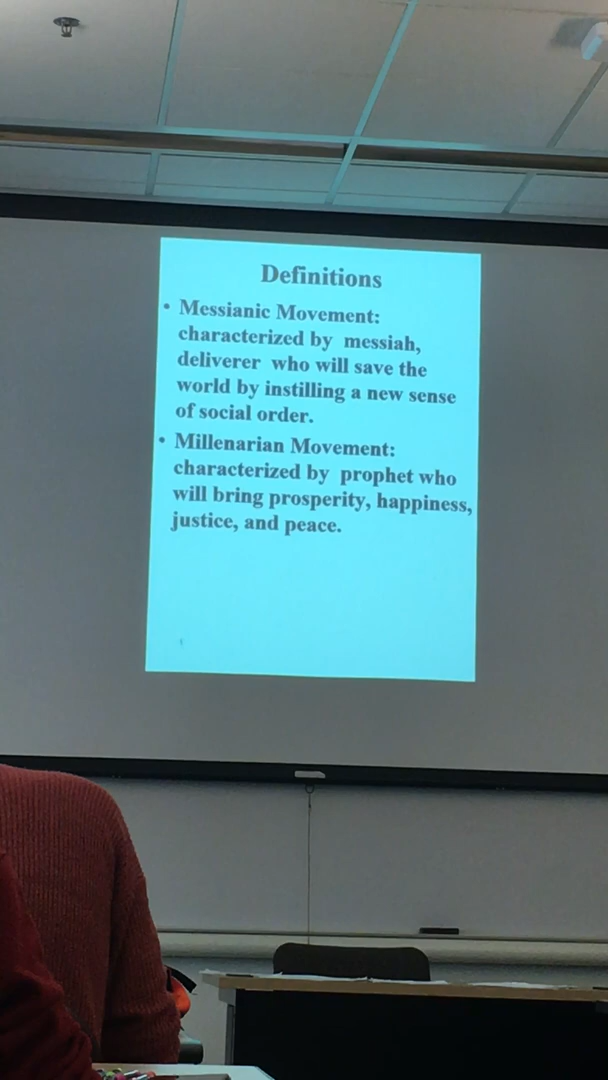 Definitions
• Messianic Movement:
characterized by messiah,
deliverer who will save the
world by instilling a new sense
of social order.
• Millenarian Movement:
characterized by prophet who
will bring prosperity, happiness,
justice, and peace.